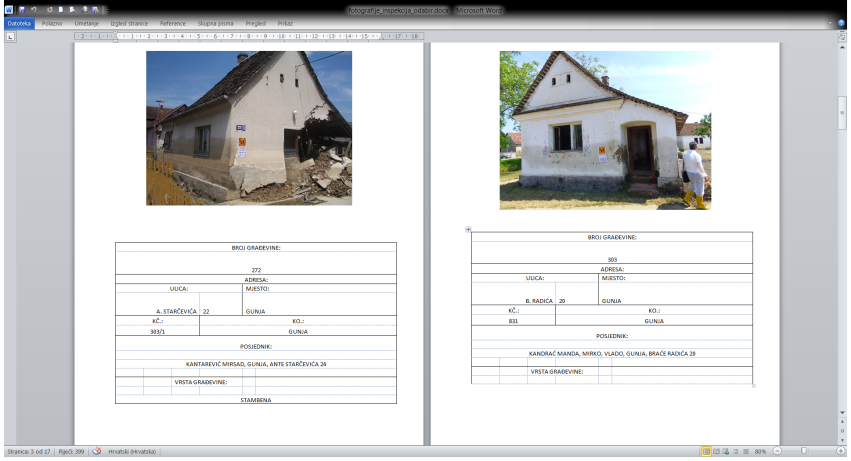 fotografije_inspekcija_odabir.docx - Microsoft Word
Datoteka Polazno Umetanje Izgled stranice Reference Skupna pisma Pregled Prikaz
BROJ GRAĐEVINE:
272
ADRESA:
ULICA: MJESTO:
A. STARČEVIĆA 22 GUNJA
KČ.: KO.:
303/1 GUNJA
POSJEDNIK:
KANTAREVIĆ MIRSAD, GUNJA, ANTE STARČEVIĆA 24
VRSTA GRAĐEVINE:
STAMBENA
BROJ GRAĐEVINE:
303
ADRESA:
ULICA: MJESTO:
B. RADIĆA 20 GUNJA
KČ.: KO.:
831 GUNJA
POSJEDNIK:
KANDRAĆ MANDA, MIRKO, VLADO, GUNJA, BRAĆE RADIĆA 20
VRSTA GRAĐEVINE:
Stranica: 3 od 17 Riječi: 399 Hrvatski (Hrvatska) 80%